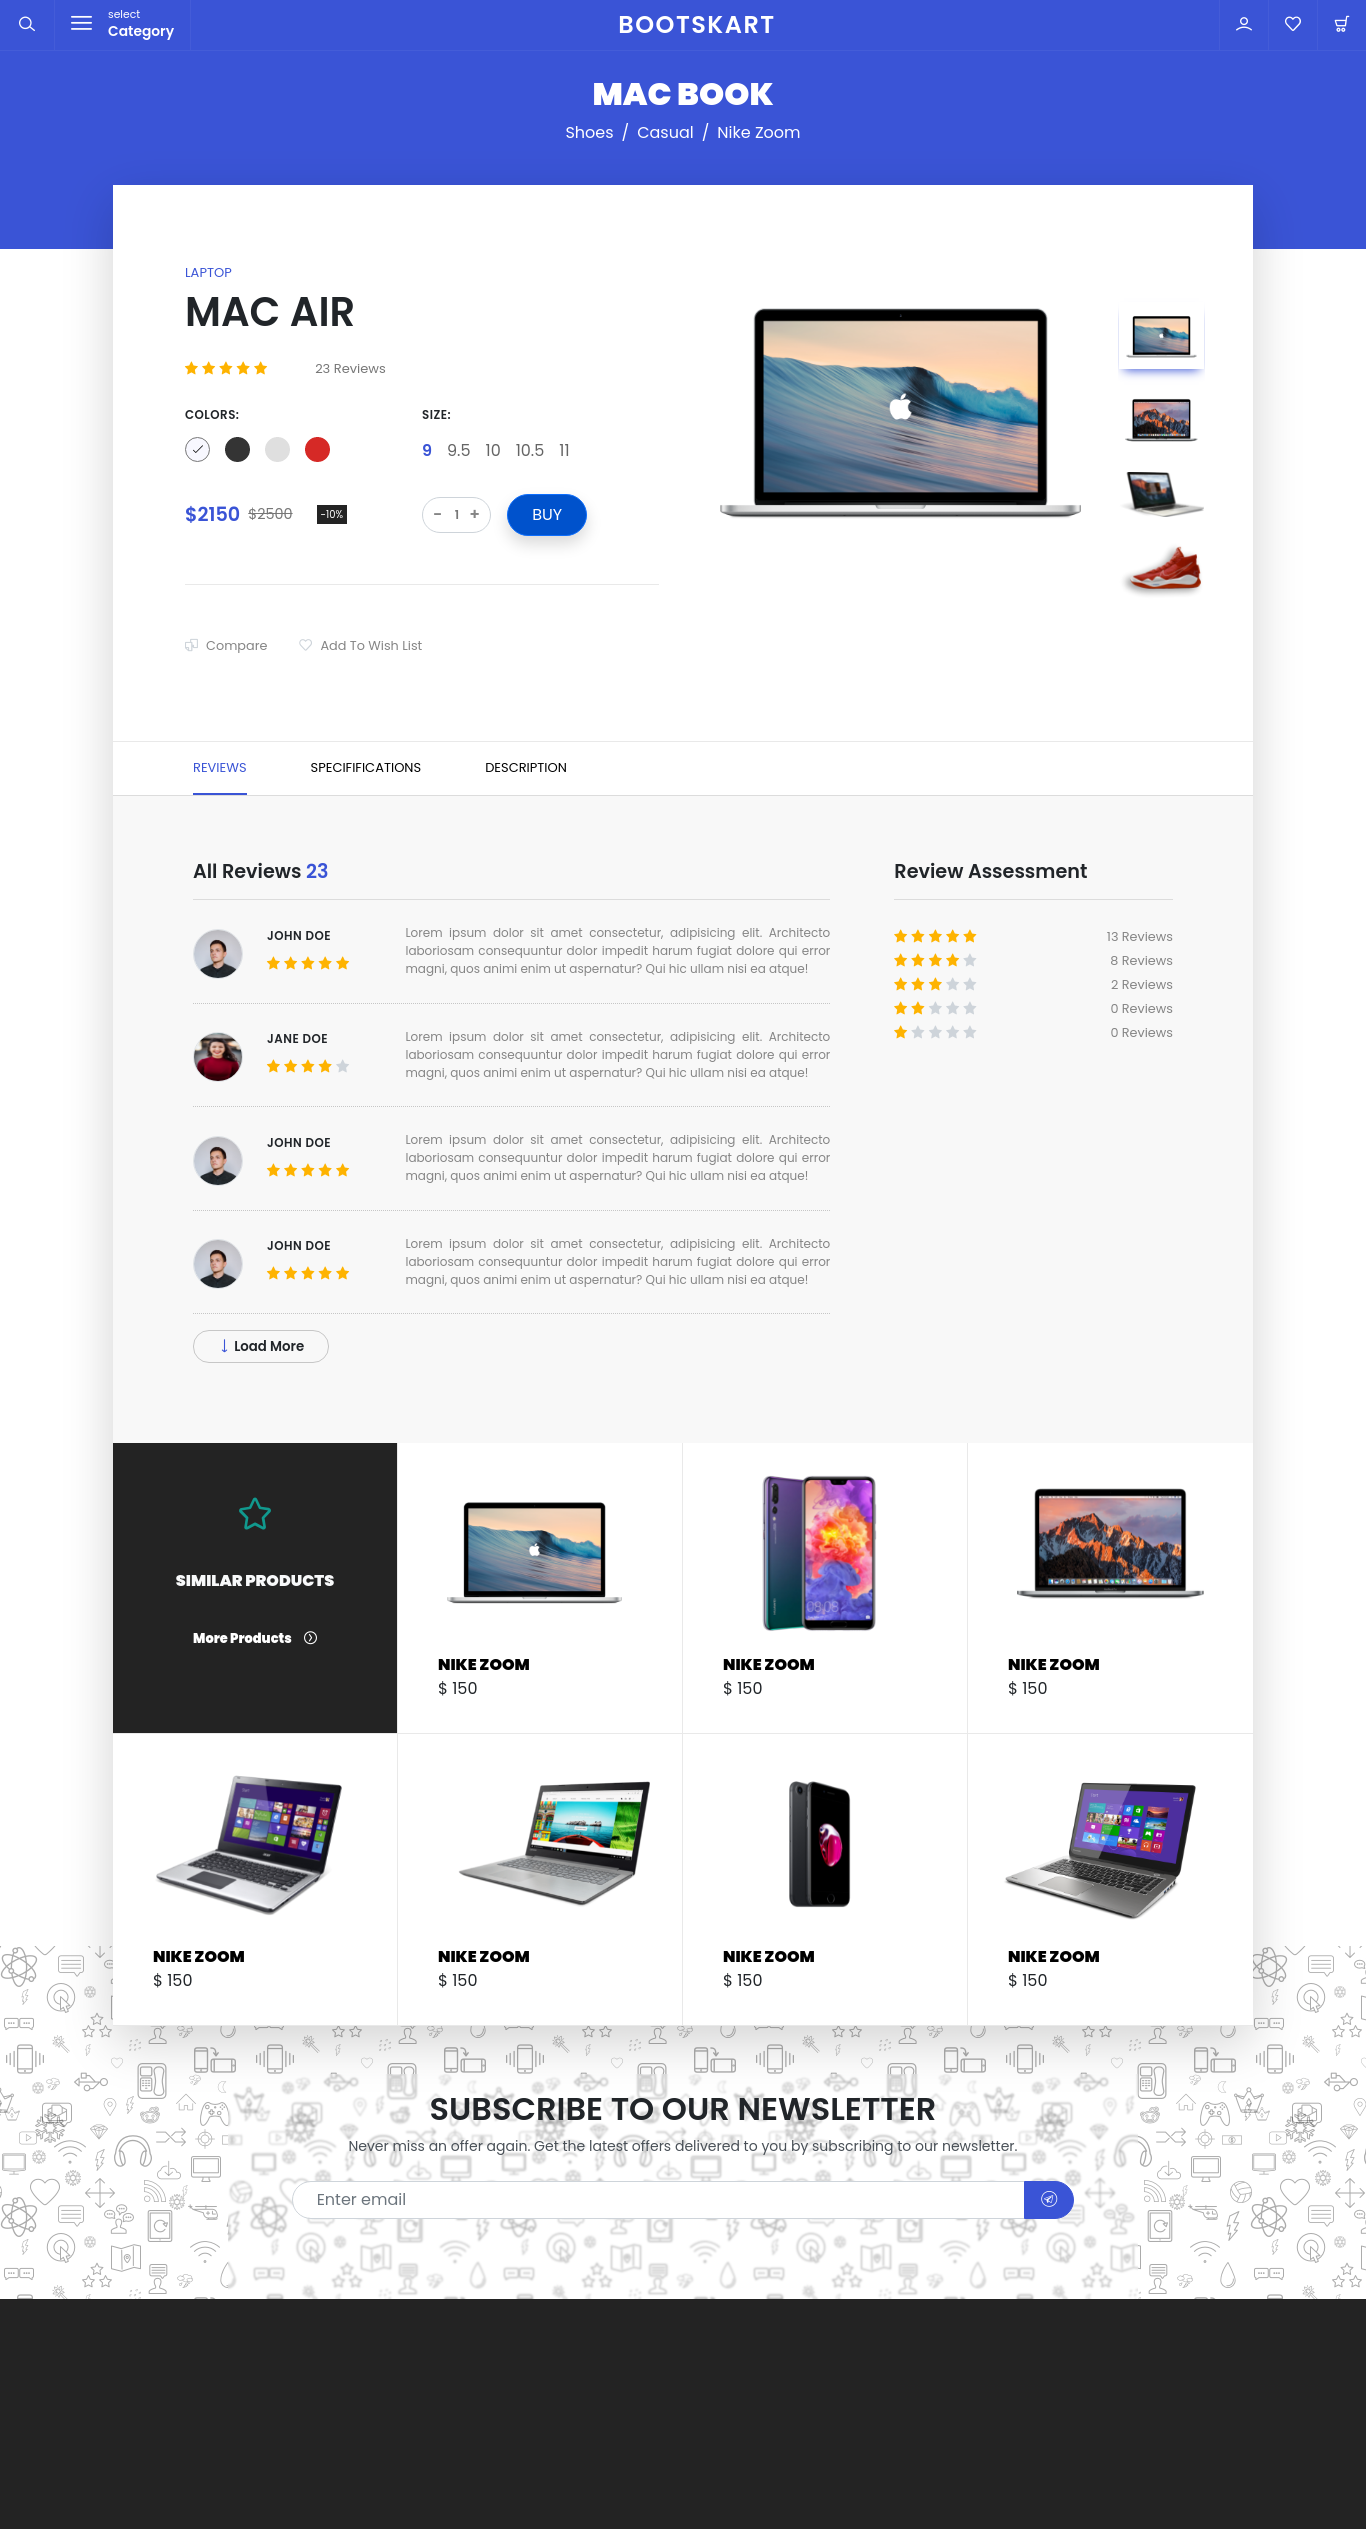 select
Category
BOOTSKART
MAC BOOK
Shoes / Casual / Nike Zoom
LAPTOP
MAC AIR
23 Reviews
COLORS:
SIZE:
9 9.5 10 10.5 11
$2150 $2500 -10%
- 1 + BUY
Compare
Add To Wish List
REVIEWS
SPECIFIFICATIONS
DESCRIPTION
All Reviews 23
JOHN DOE
Lorem ipsum dolor sit amet consectetur, adipisicing elit. Architecto
laboriosam consequuntur dolor impedit harum fugiat dolore qui error
magni, quos animi enim ut aspernatur? Qui hic ullam nisi ea atque!
JANE DOE
Lorem ipsum dolor sit amet consectetur, adipisicing elit. Architecto
laboriosam consequuntur dolor impedit harum fugiat dolore qui error
magni, quos animi enim ut aspernatur? Qui hic ullam nisi ea atque!
JOHN DOE
Lorem ipsum dolor sit amet consectetur, adipisicing elit. Architecto
laboriosam consequuntur dolor impedit harum fugiat dolore qui error
magni, quos animi enim ut aspernatur? Qui hic ullam nisi ea atque!
JOHN DOE
Lorem ipsum dolor sit amet consectetur, adipisicing elit. Architecto
laboriosam consequuntur dolor impedit harum fugiat dolore qui error
magni, quos animi enim ut aspernatur? Qui hic ullam nisi ea atque!
Load More
Review Assessment
13 Reviews
8 Reviews
2 Reviews
0 Reviews
0 Reviews
SIMILAR PRODUCTS
More Products
NIKE ZOOM
$ 150
08:08
NIKE ZOOM
$ 150
NIKE ZOOM
$ 150
NIKE ZOOM
$ 150
NIKE ZOOM
$ 150
NIKE ZOOM
$ 150
NIKE ZOOM
$ 150
SUBSCRIBE TO OUR NEWSLETTER
Never miss an offer again. Get the latest offers delivered to you by subscribing to our newsletter.
Enter email